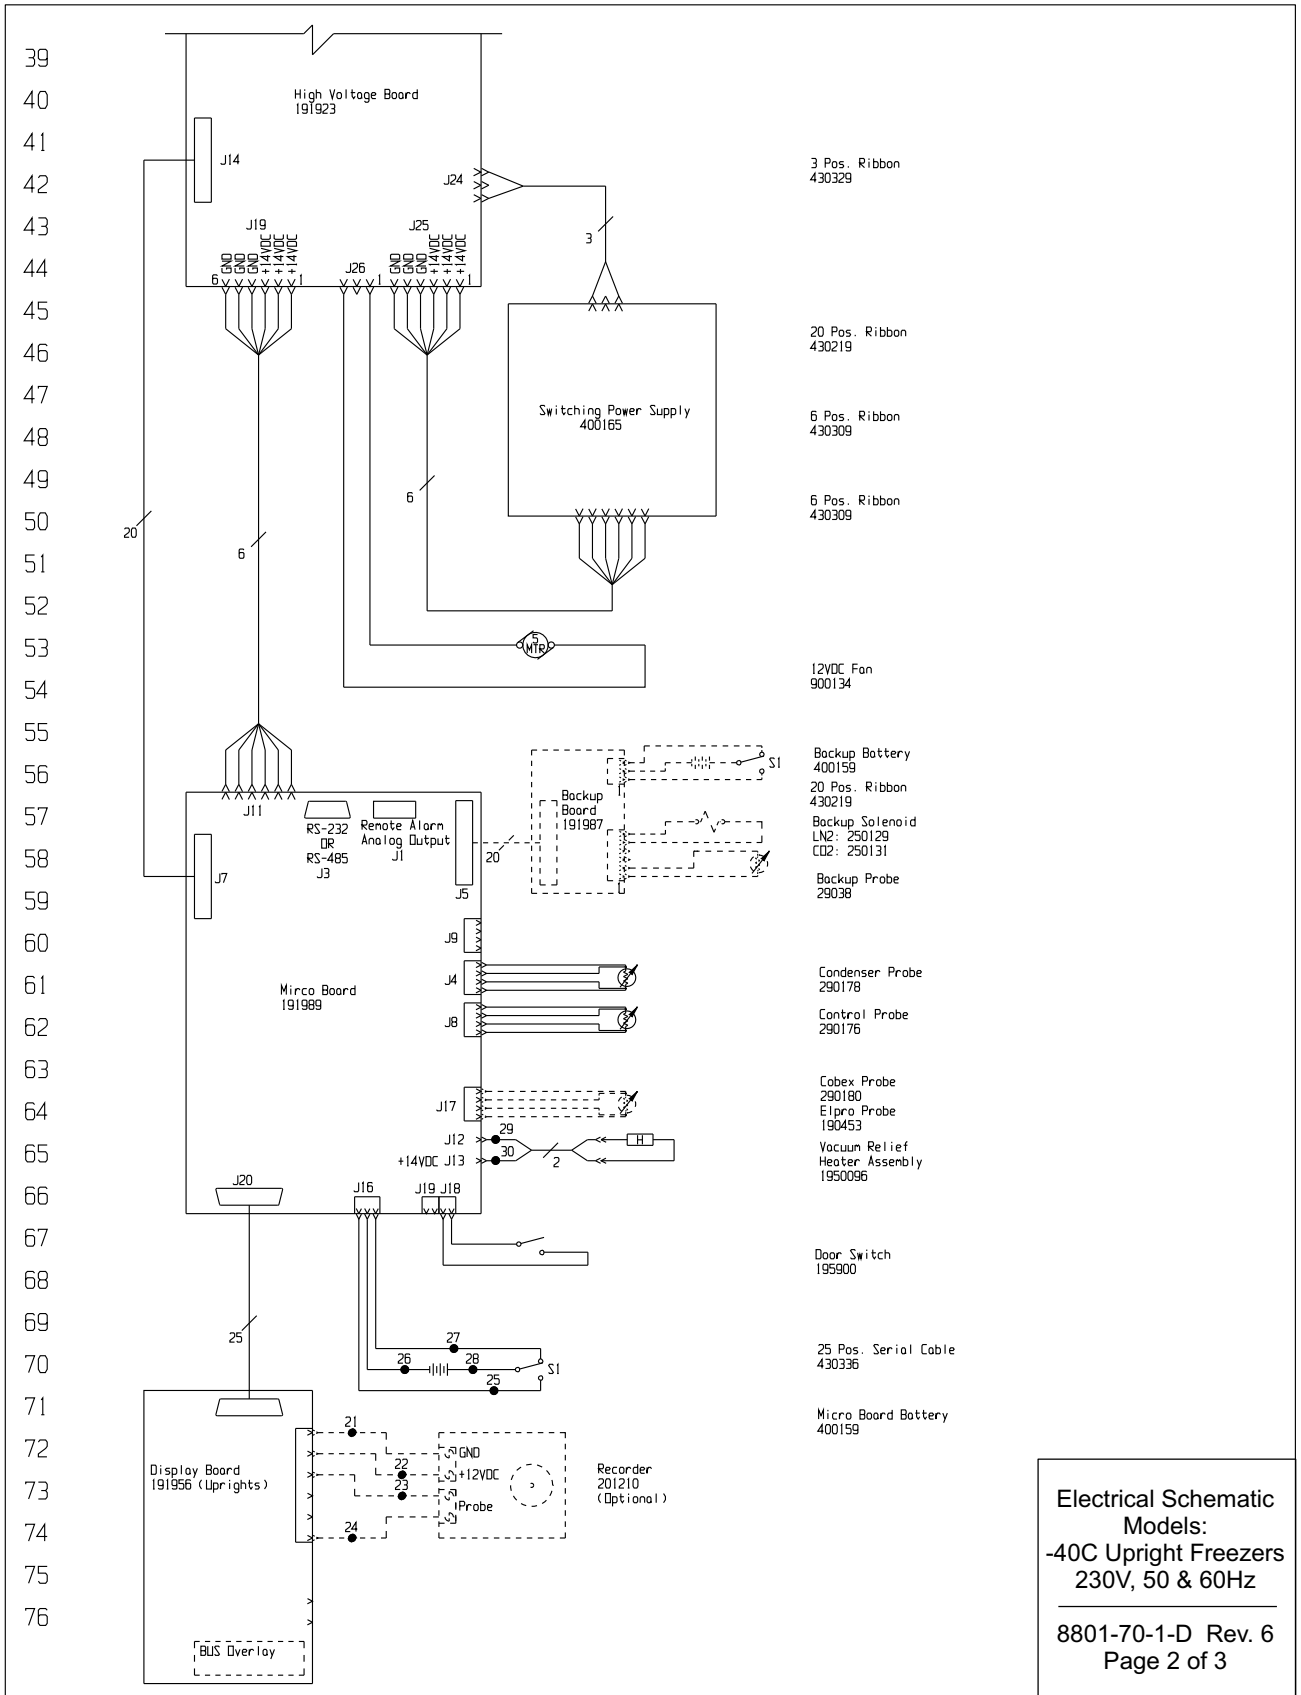 39
40
High Voltage Board
191923
41
J14
3 Pos. Ribbon
430329
42
J24
43
J19
J25
3
GND
GND
GND
+14VDC
+14VDC
+14VDC
GND
GND
GND
+14VDC
+14VDC
+14VDC
44
6
1
J26
1
1
45
20 Pos. Ribbon
430219
46
47
Switching Power Supply
400165
6 Pos. Ribbon
430309
48
49
6
6 Pos. Ribbon
430309
50
20
6
51
52
53
5
MTR
12VDC Fan
900134
54
55
Backup Battery
400159
56
S1
20 Pos. Ribbon
430219
57
J11
Backup
Board
191987
RS-232
OR
RS-485
J3
Remote Alarm
Analog Output
J1
Backup Solenoid
LN2: 250129
CO2: 250131
58
20
J7
J5
Backup Probe
29038
59
60
J9
61
J4
Condenser Probe
290178
Mirco Board
191989
62
J8
Control Probe
290176
63
Cobex Probe
290180
Elpro Probe
190453
64
J17
65
J12
29
H
+14VDC J13
30
2
Vacuum Relief
Heater Assembly
1950096
66
J20
J16
J19
J18
67
Door Switch
195900
68
69
25
27
25 Pos. Serial Cable
430336
70
26
28
S1
25
71
Micro Board Battery
400159
21
72
GND
Display Board
191956 (Uprights)
22
+12VDC
Recorder
201210
(Optional)
73
23
Probe
74
24
75
76
BUS Overlay
Electrical Schematic
Models:
-40C Upright Freezers
230V, 50 & 60Hz
8801-70-1-D Rev. 6
Page 2 of 3